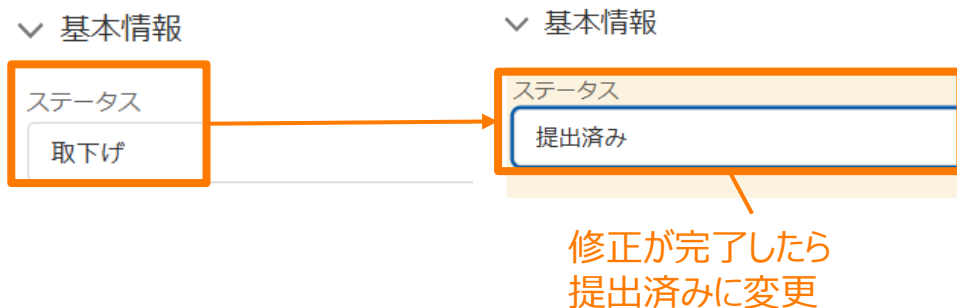 基本情報
ステータス
取下げ
基本情報
ステータス
提出済み
修正が完了したら
提出済みに変更